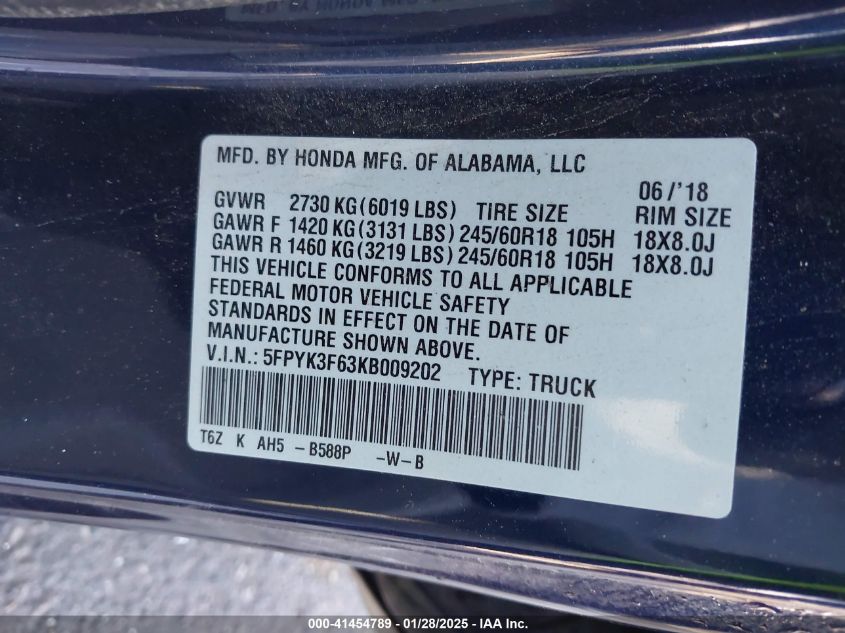 MFD. BY HONDA MFG. OF ALABAMA, LLC
06/'18
GVWR 2730 KG(6019 LBS) TIRE SIZE RIM SIZE
GAWR F 1420 KG(3131 LBS) 245/60R18 105H 18X8.0J
GAWR R 1460 KG(3219 LBS) 245/60R18 105H 18X8.0J
THIS VEHICLE CONFORMS TO ALL APPLICABLE
FEDERAL MOTOR VEHICLE SAFETY
STANDARDS IN EFFECT ON THE DATE OF
MANUFACTURE SHOWN ABOVE.
V.I.N.: 5FPYK3F63KB009202 TYPE: TRUCK
T6Z K AH5 -B588P -W-B
000-41454789 - 01/28/2025 - IAA Inc.